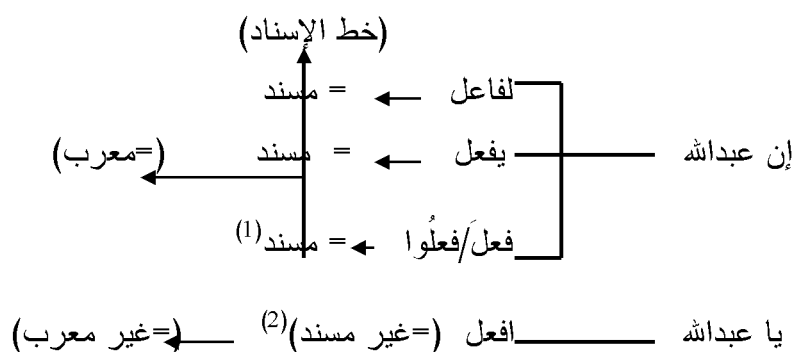 (خط الإسناد)
لفاعل = مسند
إن عبدالله يفعل = مسند (=معرب)
فعلَ/فعلُوا = مسند(1)
يا عبدالله افعل (=غير مسند)(2) (=غير معرب)